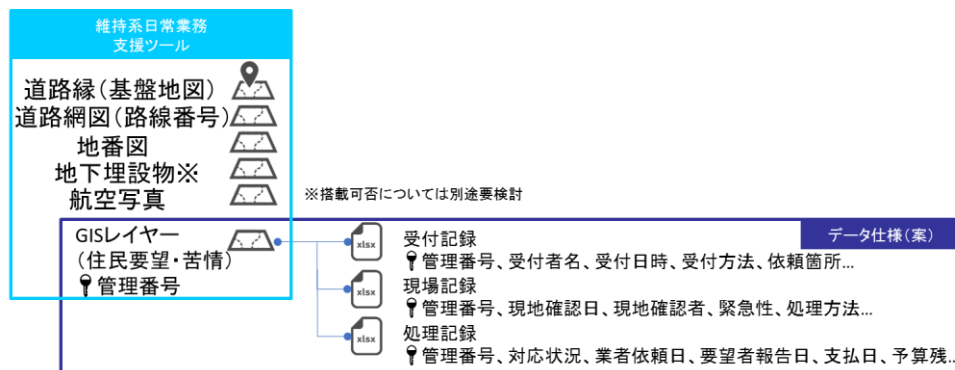 維持系日常業務
支援ツール
道路縁(基盤地図)
道路網図(路線番号)
地番図
地下埋設物※
航空写真
※搭載可否については別途要検討
データ仕様(案)
GISレイヤー
(住民要望・苦情)
管理番号
xlsx
受付記録
管理番号、受付者名、受付日時、受付方法、依頼箇所...
xlsx
現場記録
管理番号、現地確認日、現地確認者、緊急性、処理方法...
xlsx
処理記録
管理番号、対応状況、業者依頼日、要望者報告日、支払日、予算残...